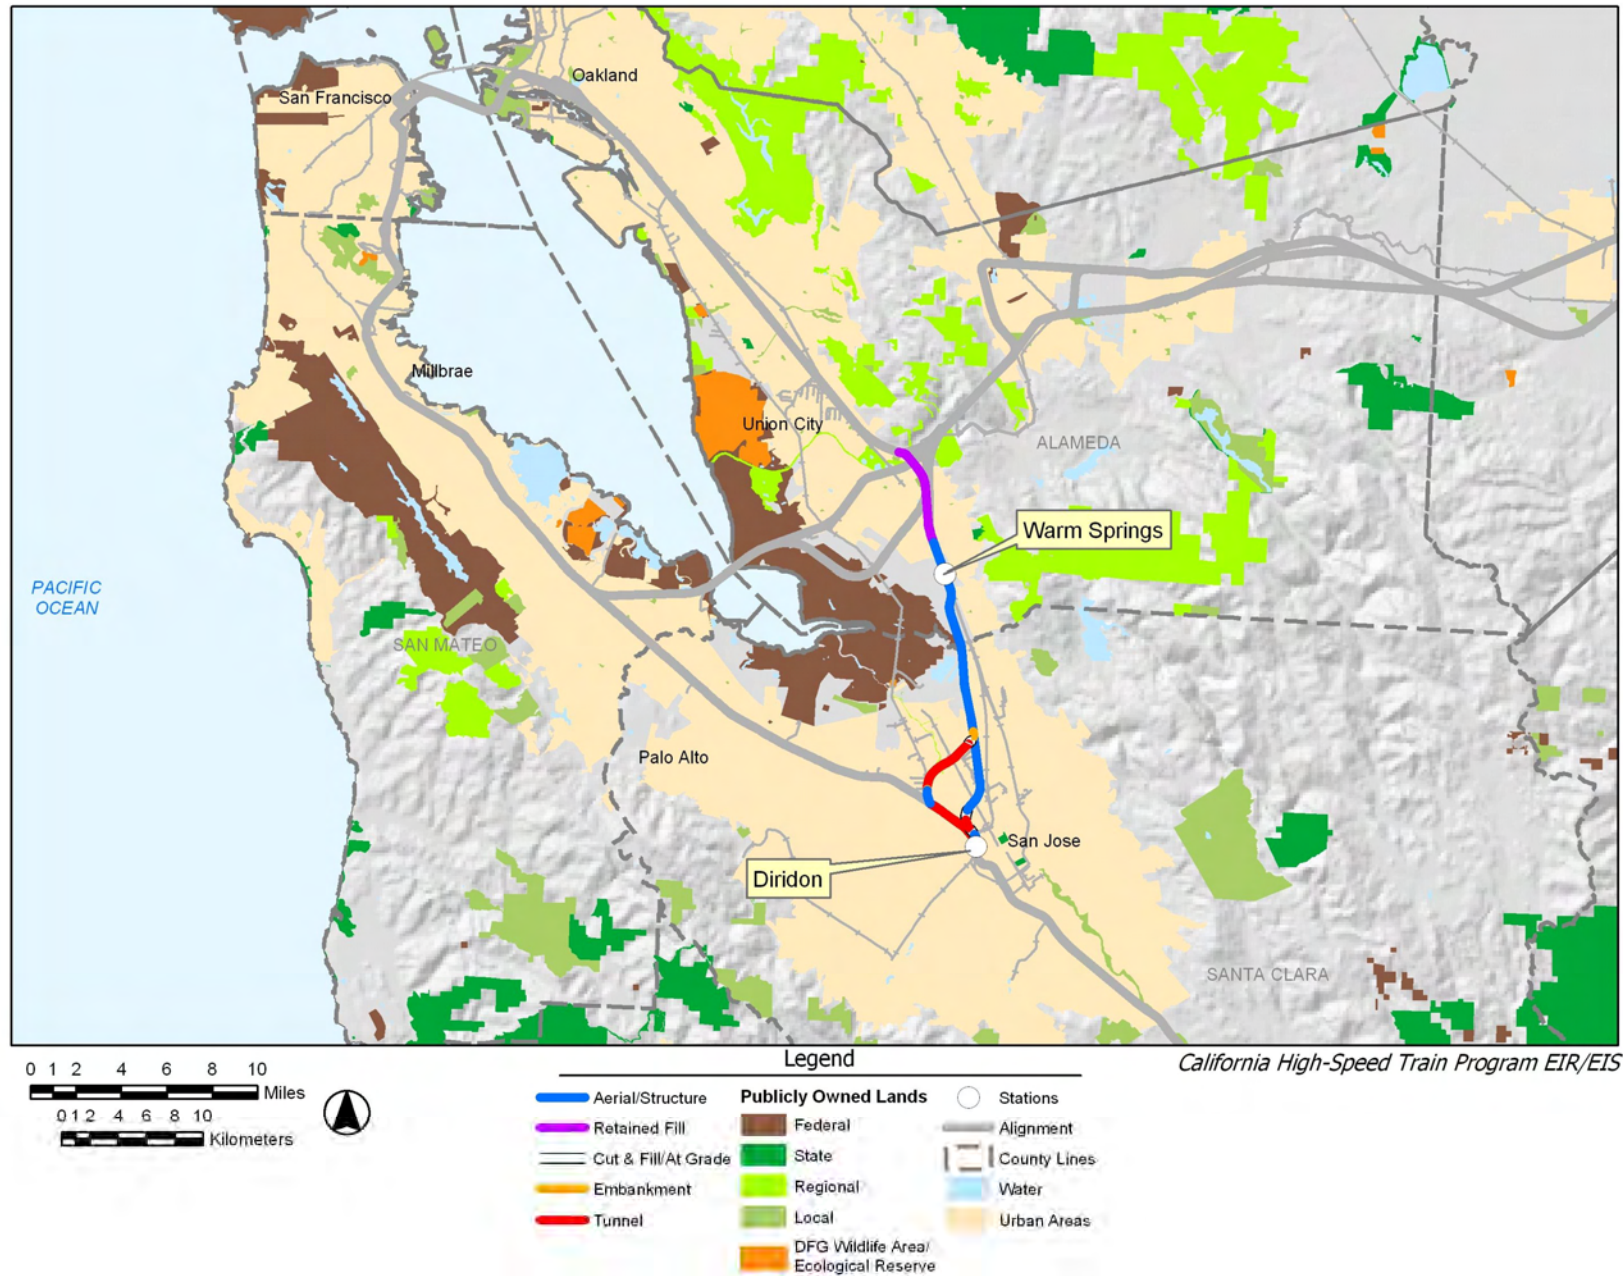 Oakland
San Francisco
Millbrae
Union City
ALAMEDA
Warm Springs
PACIFIC
OCEAN
SAN MATEO
Palo Alto
San Jose
Diridon
SANTA CLARA
Legend
California High-Speed Train Program EIR/EIS
0 1 2 4 6 8 10
Miles
0 1 2 4 6 8 10
Kilometers
Aerial/Structure
Retained Fill
Cut & Fill/At Grade
Embankment
Tunnel
Publicly Owned Lands
Federal
State
Regional
Local
DFG Wildlife Area/
Ecological Reserve
Stations
Alignment
County Lines
Water
Urban Areas